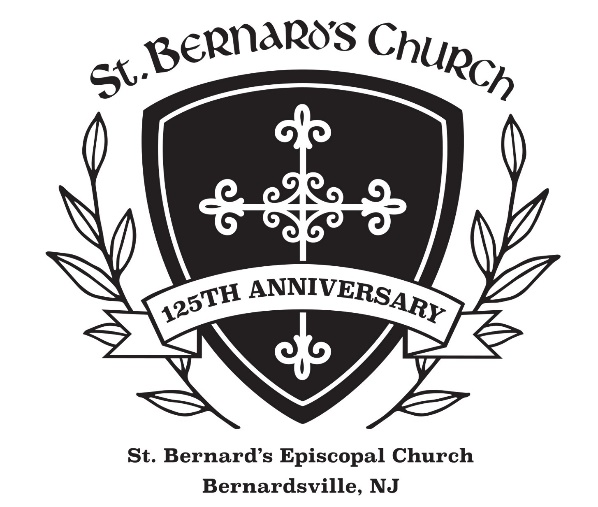 St. Bernard's Church
125TH ANNIVERSARY
St. Bernard's Episcopal Church
Bernardsville, NJ